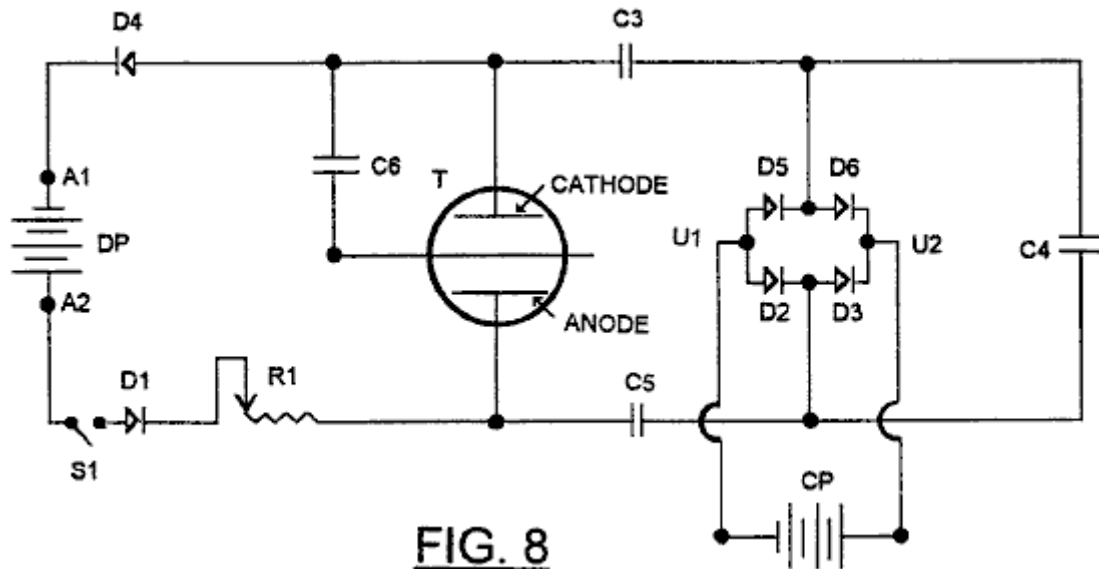 D4
C3
A1
C6
T
CATHODE
D5
D6
DP
U1
U2
C4
A2
ANODE
D2
D3
D1
R1
C5
S1
CP
FIG. 8